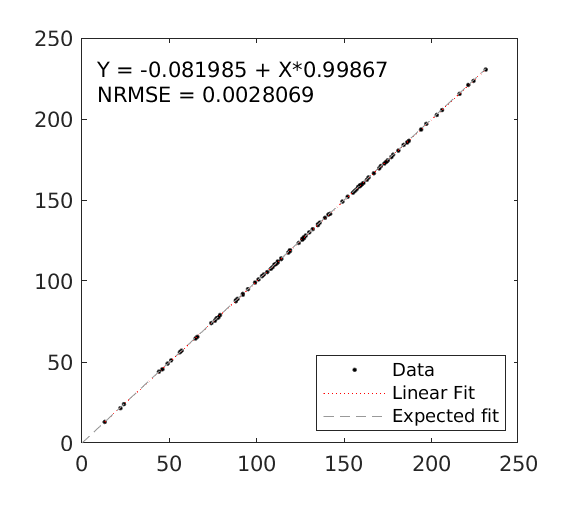 Y = -0.081985 + X*0.99867
NRMSE = 0.0028069
250
200
150
100
50
0
Data
Linear Fit
Expected fit
0 50 100 150 200 250